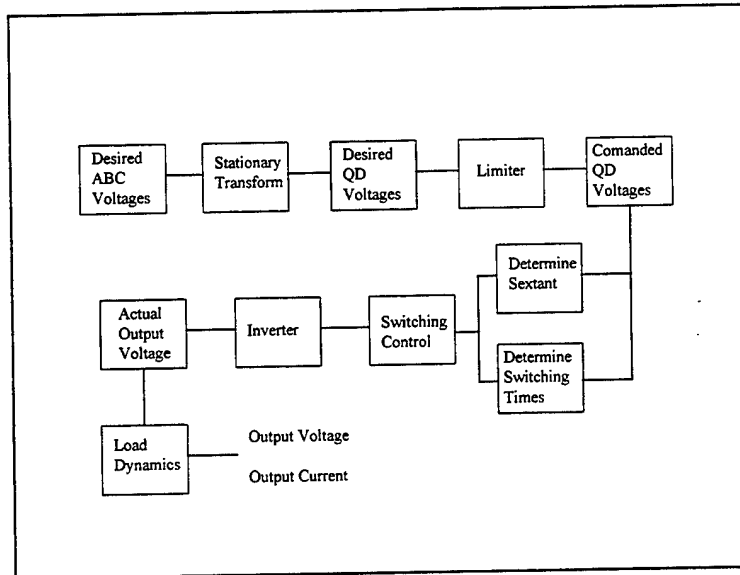 Desired
ABC
Voltages
Stationary
Transform
Desired
QD
Voltages
Limiter
Comanded
QD
Voltages
Determine
Sextant
Actual
Output
Voltage
Inverter
Switching
Control
Determine
Switching
Times
Load
Dynamics
Output Voltage
Output Current